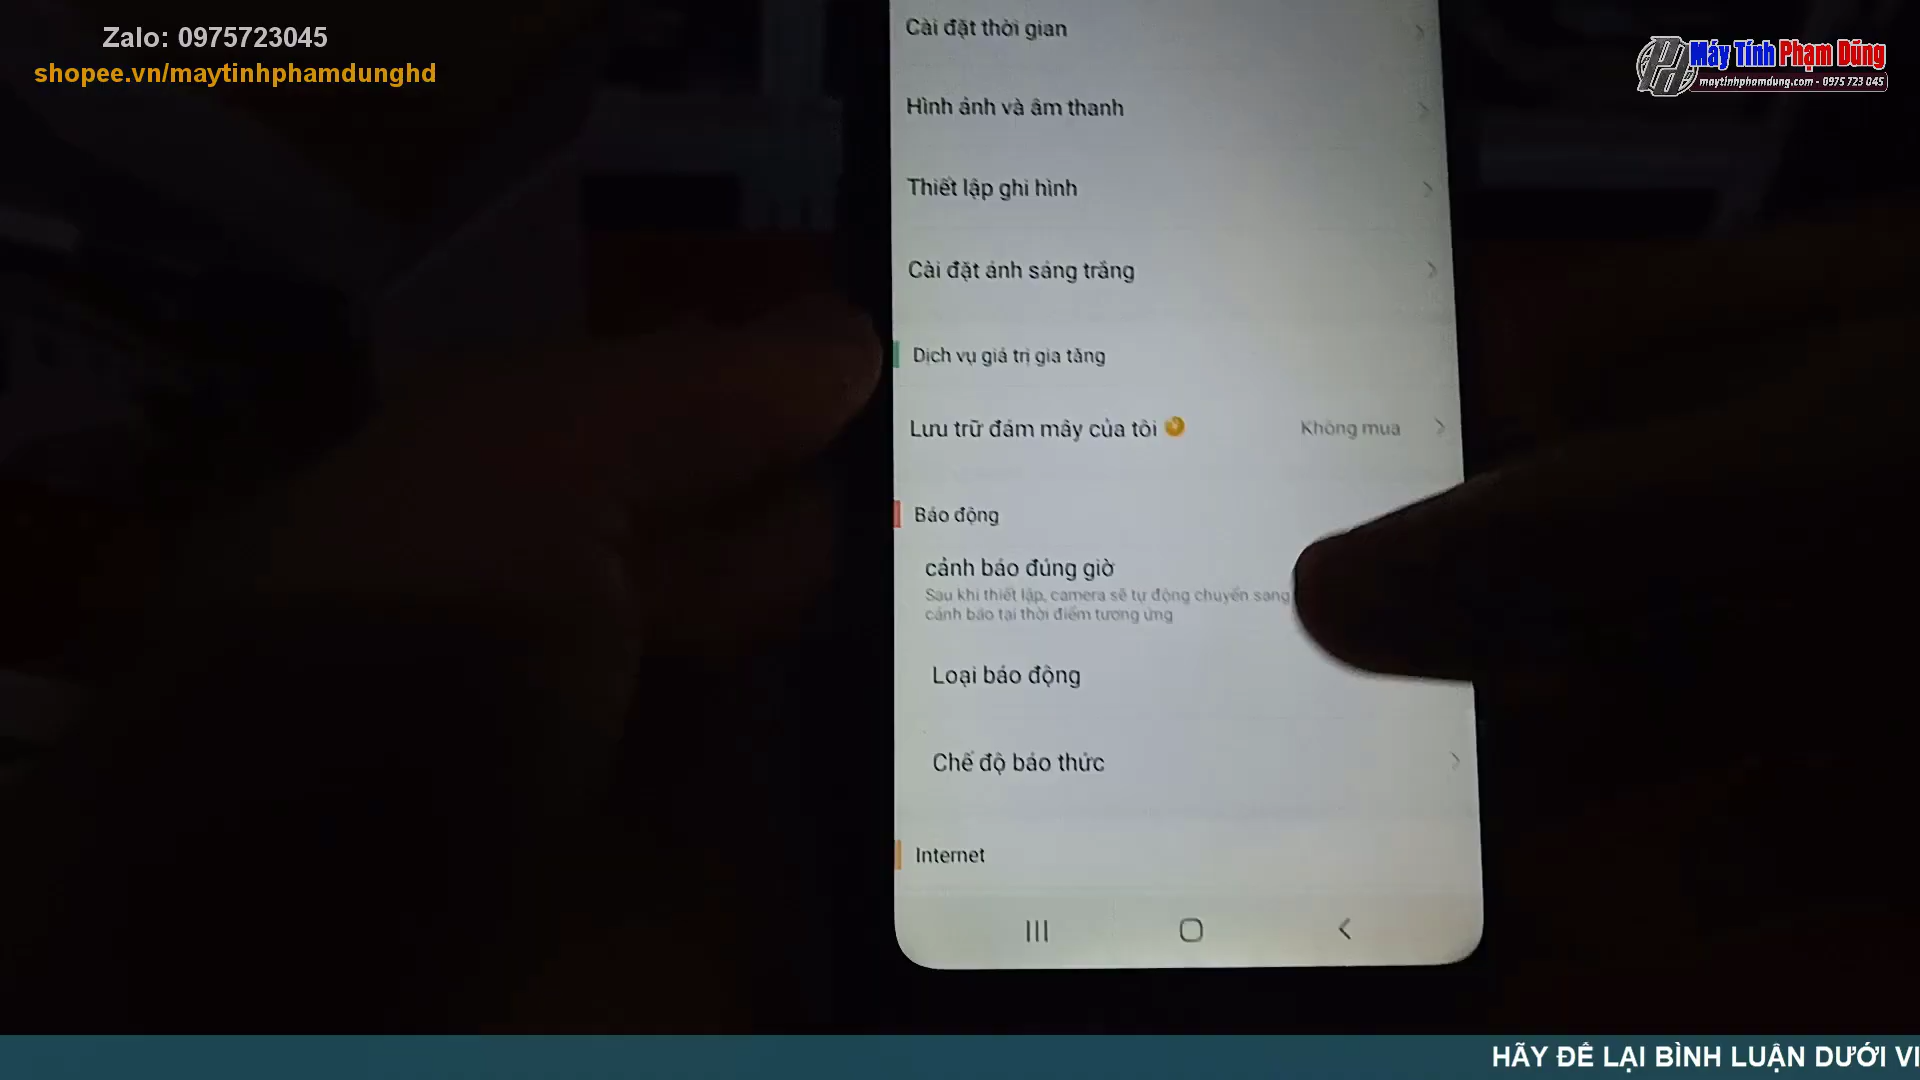 Zalo: 0975723045
shopee.vn/maytinhphamdunghd
Máy Tính Phạm Dũng
maytinhphamdung.com - 0975 723 045
Cài đặt thời gian
Hình ảnh và âm thanh
Thiết lập ghi hình
Cài đặt ánh sáng trắng
Dịch vụ giá trị gia tăng
Lưu trữ đám mây của tôi
Không mua
Báo động
cảnh báo đúng giờ
Sau khi thiết lập, camera sẽ tự động chuyển sang
cảnh báo tại thời điểm tương ứng
Loại báo động
Chế độ báo thức
Internet
HÃY ĐỂ LẠI BÌNH LUẬN DƯỚI VI